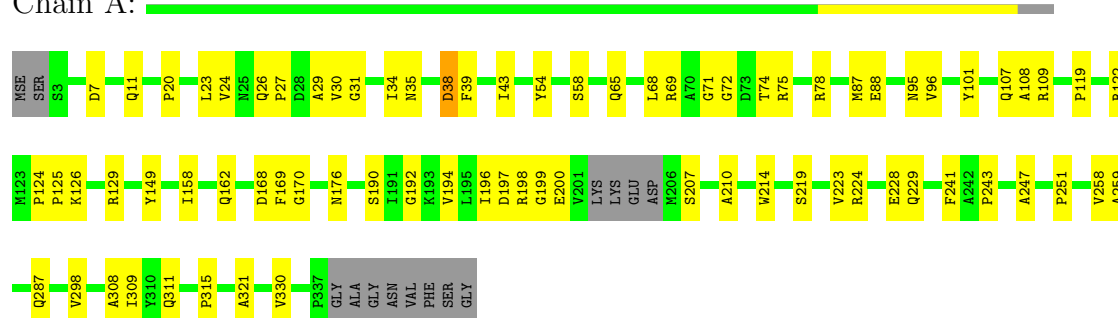 Chain A:
MSE SER S3 D7 Q11 P20 L23 V24 N25 Q26 P27 D28 A29 V30 G31 I34 N35 D38 F39 I43 Y54 S58 Q65 L68 R69 A70 G71 G72 D73 T74 R75 R78 M87 E88 N95 V96 Y101 Q107 A108 R109 P119
M123 P124 P125 K126 R129 Y149 I158 Q162 D168 F169 G170 N176 S190 I191 G192 K193 V194 L195 I196 D197 R198 G199 E200 V201 LYS LYS GLU ASP M206 S207 A210 W214 S219 V223 R224 E228 Q229 F241 A242 P243 A247 P251 V258
Q287 V298 A308 I309 Y310 Q311 P315 A321 V330 P337 GLY ALA GLY ASN VAL PHE SER GLY